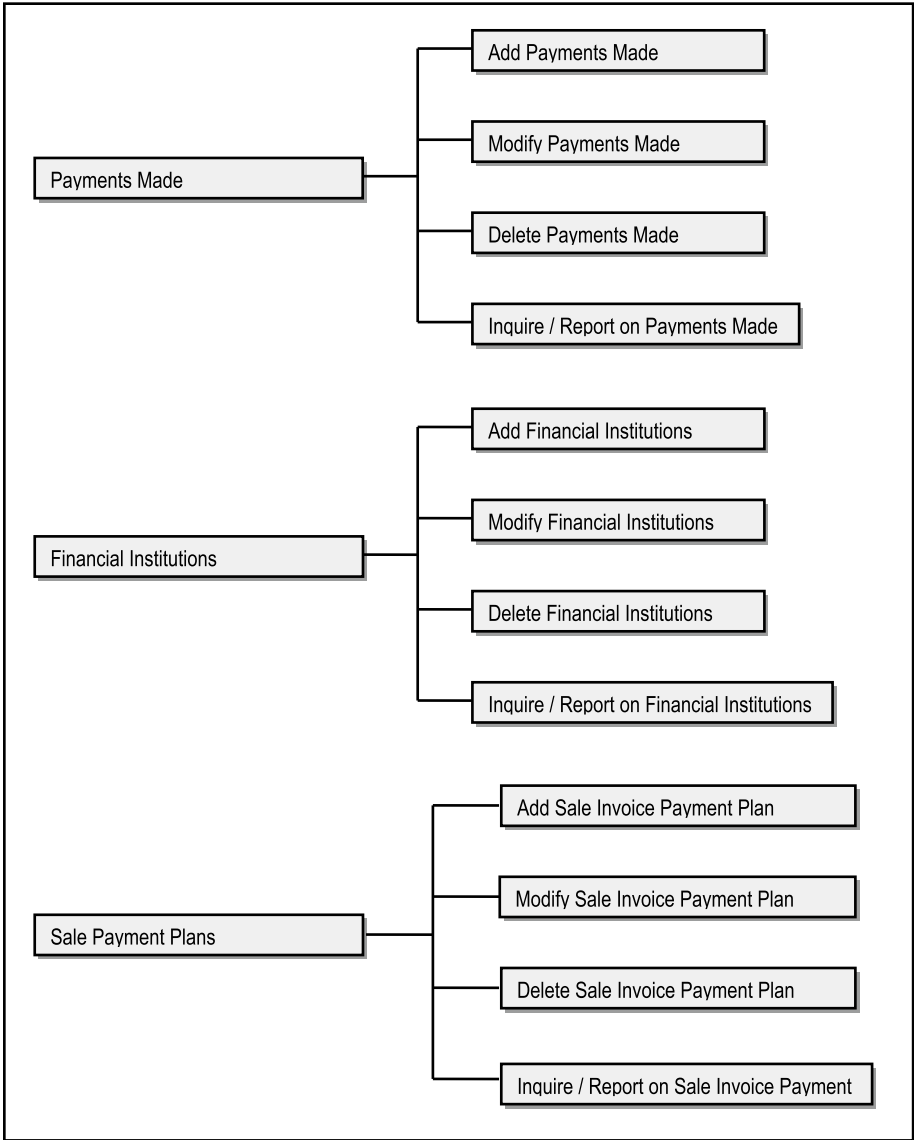 Payments Made
Add Payments Made
Modify Payments Made
Delete Payments Made
Inquire / Report on Payments Made
Financial Institutions
Add Financial Institutions
Modify Financial Institutions
Delete Financial Institutions
Inquire / Report on Financial Institutions
Sale Payment Plans
Add Sale Invoice Payment Plan
Modify Sale Invoice Payment Plan
Delete Sale Invoice Payment Plan
Inquire / Report on Sale Invoice Payment